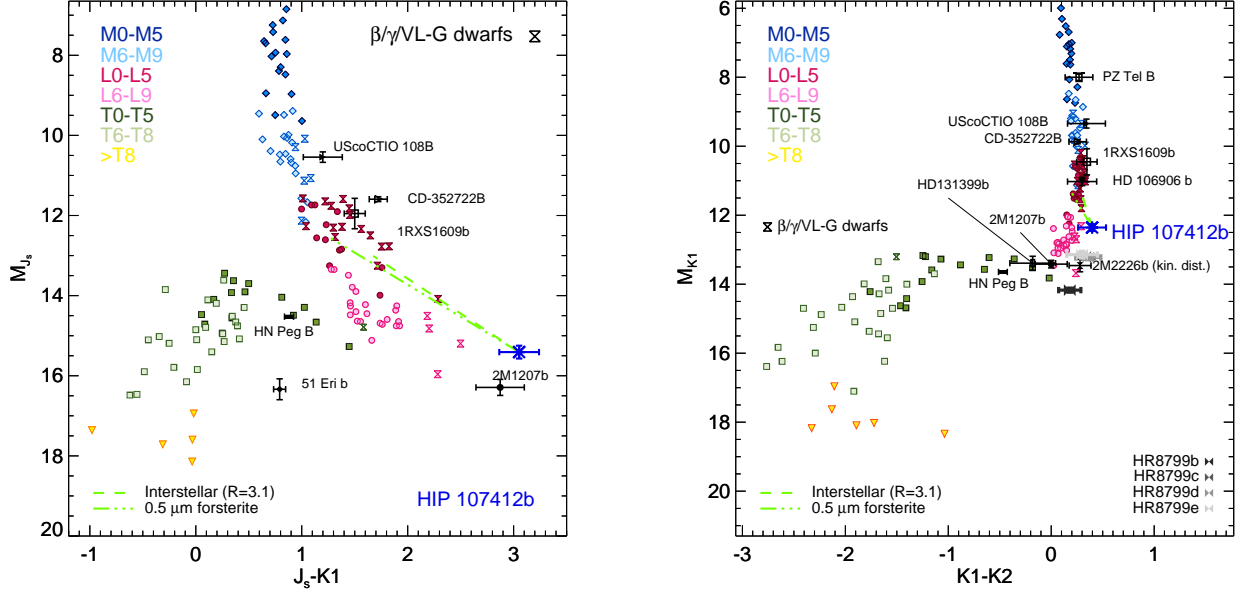 M0-M5
M6-M9
L0-L5
L6-L9
T0-T5
T6-T8
>T8
β/γ/VL-G dwarfs
UScoCTIO 108B
CD-352722B
1RXS1609b
HN Peg B
51 Eri b
2M1207b
HIP 107412b
Interstellar (R=3.1)
0.5 μm forsterite
6
8
10
12
14
16
18
20
M_Js
-1
0
1
2
3
J_s-K1
M0-M5
M6-M9
L0-L5
L6-L9
T0-T5
T6-T8
>T8
PZ Tel B
UScoCTIO 108B
CD-352722B
1RXS1609b
HD131399b
HD 106906 b
2M1207b
β/γ/VL-G dwarfs
HIP 107412b
2M2226b (kin. dist.)
HN Peg B
HR8799b
HR8799c
HR8799d
HR8799e
Interstellar (R=3.1)
0.5 μm forsterite
6
8
10
12
14
16
18
20
M_K1
-3
-2
-1
0
1
K1-K2